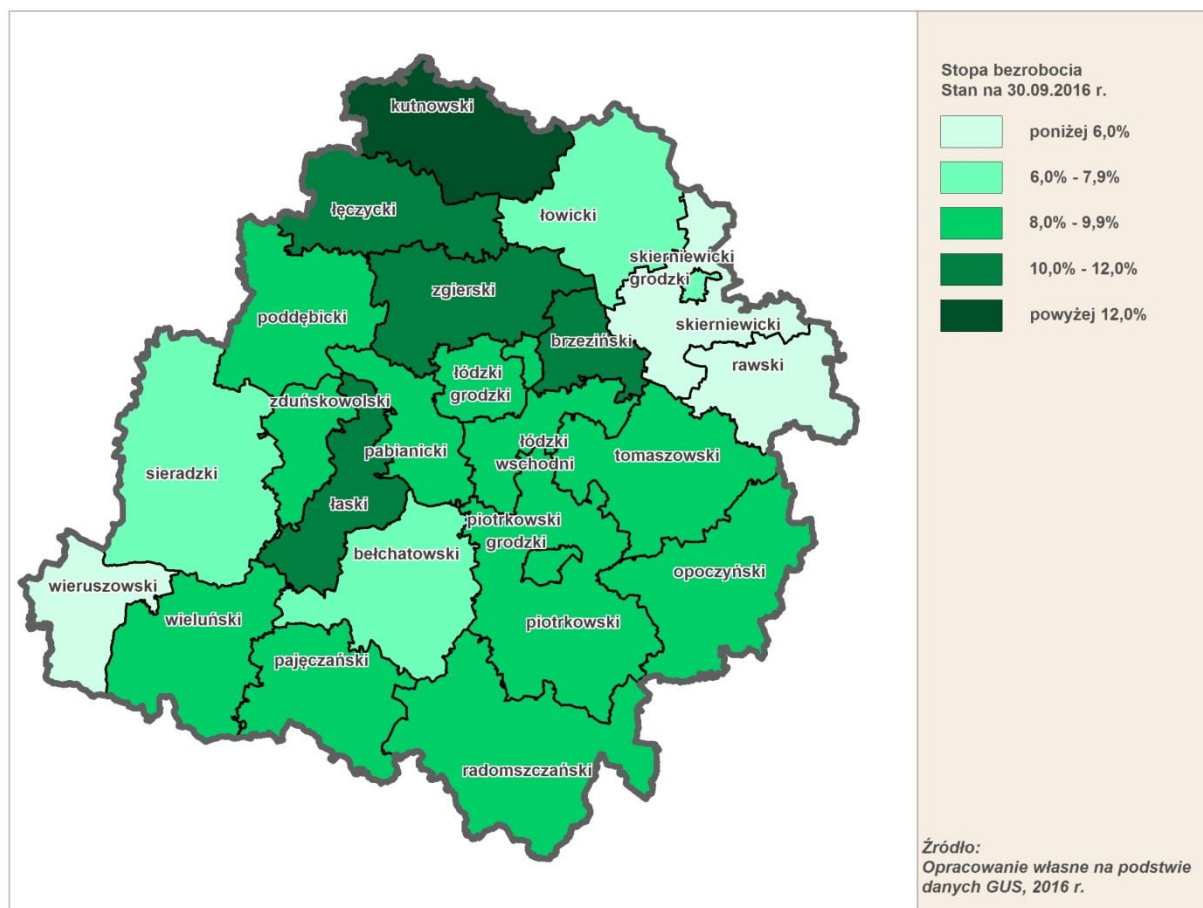 kutnowski
łęczycki
łowicki
skierniewicki
grodzki
zgierski
poddębicki
brzeziński
skierniewicki
rawski
łódzki
grodzki
zduńskowolski
łódzki
wschodni
pabianicki
tomaszowski
sieradzki
łaski
piotrkowski
grodzki
bełchatowski
opoczyński
wieruszowski
wieluński
piotrkowski
pajęczański
radomszczański
Stopa bezrobocia
Stan na 30.09.2016 r.
poniżej 6,0%
6,0% - 7,9%
8,0% - 9,9%
10,0% - 12,0%
powyżej 12,0%
Źródło:
Opracowanie własne na podstwie
danych GUS, 2016 r.